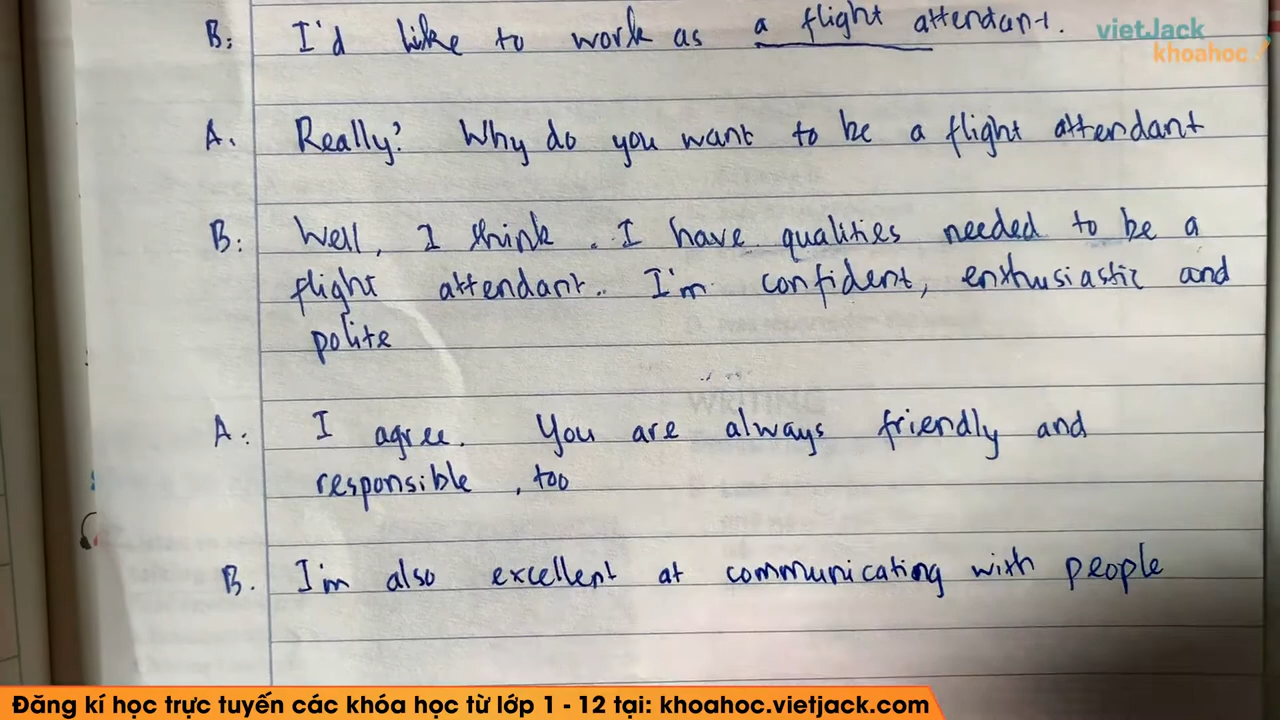 B: I'd like to work as a flight attendant.
vietJack
khoahoc
A. Really? Why do you want to be a flight attendant
B: Well, I think. I have qualities needed to be a
flight attendant. I'm confident, enthusiastic and
polite
A: I agree. You are always friendly and
responsible, too
B. I'm also excellent at communicating with people
Đăng kí học trực tuyến các khóa học từ lớp 1 - 12 tại: khoahoc.vietjack.com